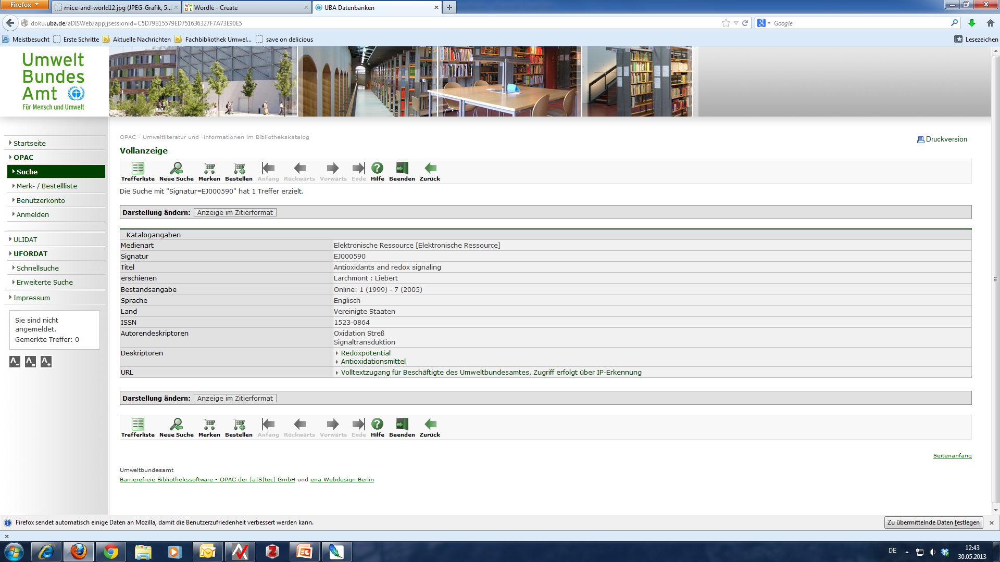 Firefox
mice-and-world12.jpg (JPEG-Grafik, 5...
Wordle - Create
UBA Datenbanken
doku.uba.de/aDISWeb/app;jsessionid=C5D79B15579ED751636327F7A73E90E5
Google
Meistbesucht
Erste Schritte
Aktuelle Nachrichten
Fachbibliothek Umwel...
save on delicious
Lesezeichen
Umwelt
Bundes
Amt
Für Mensch und Umwelt
Startseite
OPAC
Suche
Merk- / Bestellliste
Benutzerkonto
Anmelden
ULIDAT
UFORDAT
Schnellsuche
Erweiterte Suche
Impressum
Sie sind nicht
angemeldet.
Gemerkte Treffer: 0
A- A= A+
OPAC - Umweltliteratur und -informationen im Bibliothekskatalog
Druckversion
Vollanzeige
Trefferliste Neue Suche Merken Bestellen Anfang Rückwärts Vorwärts Ende Hilfe Beenden Zurück
Die Suche mit "Signatur=EJ000590" hat 1 Treffer erzielt.
Darstellung ändern: Anzeige im Zitierformat
Katalogangaben
Medienart Elektronische Ressource [Elektronische Ressource]
Signatur EJ000590
Titel Antioxidants and redox signaling
erschienen Larchmont : Liebert
Bestandsangabe Online: 1 (1999) - 7 (2005)
Sprache Englisch
Land Vereinigte Staaten
ISSN 1523-0864
Autorendeskriptoren Oxidation Streß
Signaltransduktion
Deskriptoren Redoxpotential
Antioxidationsmittel
URL Volltextzugang für Beschäftigte des Umweltbundesamtes, Zugriff erfolgt über IP-Erkennung
Darstellung ändern: Anzeige im Zitierformat
Trefferliste Neue Suche Merken Bestellen Anfang Rückwärts Vorwärts Ende Hilfe Beenden Zurück
Seitenanfang
Umweltbundesamt
Barrierefreie Bibliothekssoftware - OPAC der |a|S|tec| GmbH und ena Webdesign Berlin
Firefox sendet automatisch einige Daten an Mozilla, damit die Benutzerzufriedenheit verbessert werden kann.
Zu übermittelnde Daten festlegen
DE
12:43
30.05.2013